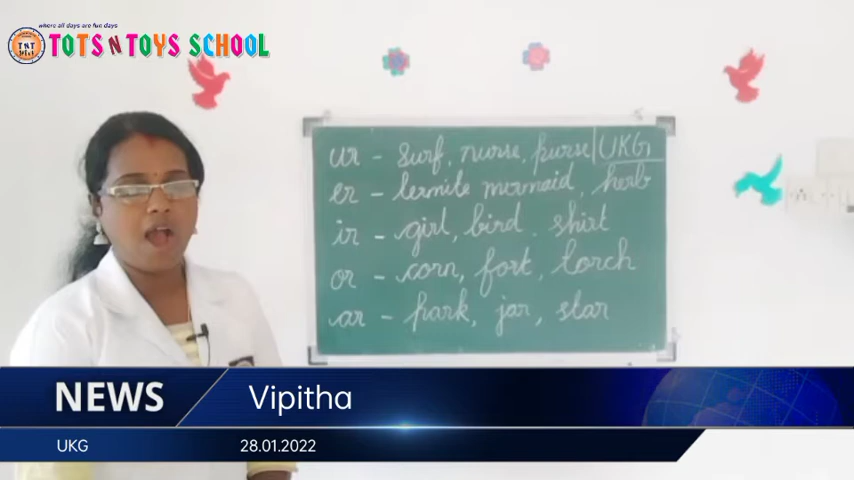 where all days are fun days
TNT
TOTS N TOYS SCHOOL
ur - surf, nurse, purse | UKG
er - termite mermaid, herb
ir - girl, bird, shirt
or - corn, fort, torch
ar - park, jar, star
NEWS
Vipitha
UKG
28.01.2022